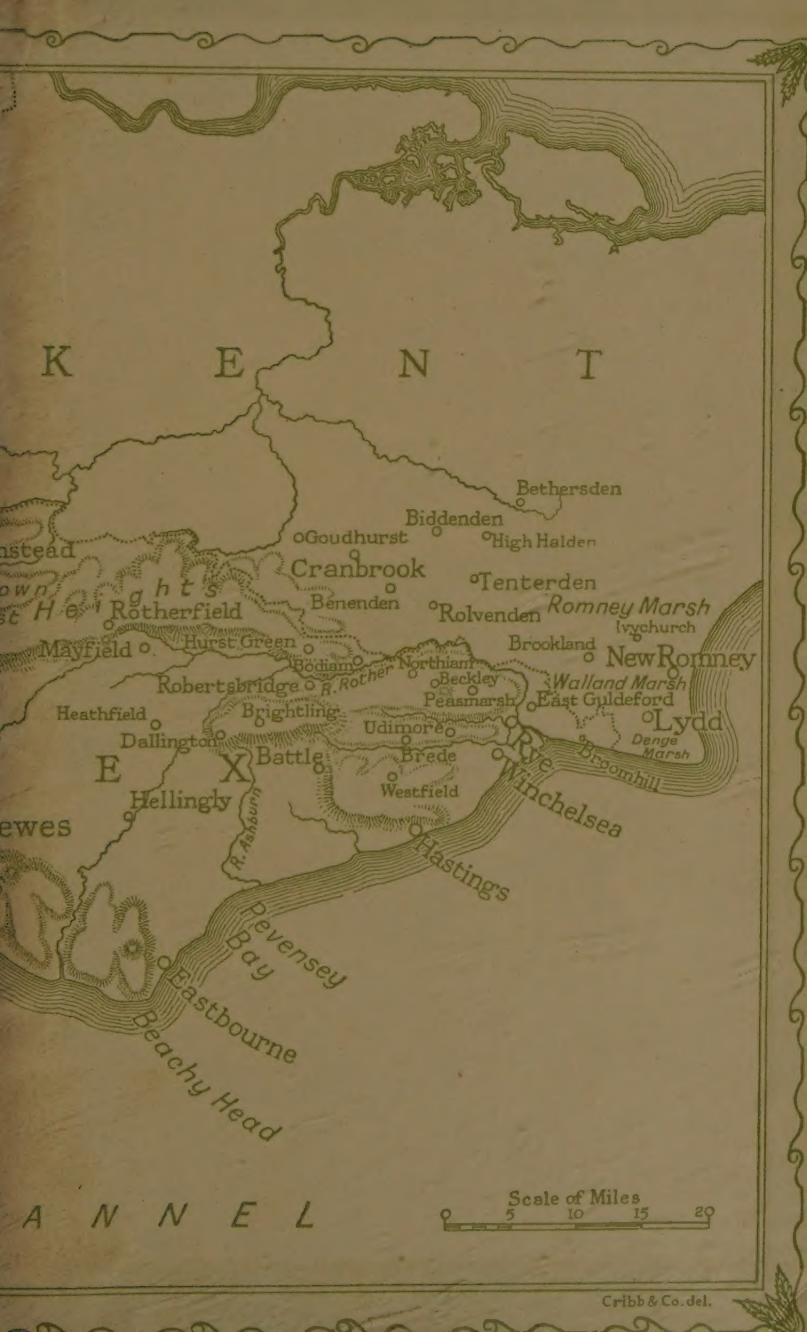 K E N T
Bethersden
Biddenden
Goudhurst
High Halden
Cranbrook
Tenterden
Benenden
Rolvenden
Romney Marsh
Ivychurch
Rotherfield
Mayfield
Hurst Green
Brookland
New Romney
Bodiam
Northiam
Robertsbridge
R. Rother
Beckley
Walland Marsh
Peasmarsh
East Guldeford
Heathfield
Brightling
Udimore
Lydd
Dallington
Denge
Marsh
E X
Battle
Brede
Rye
Broomhill
Westfield
Winchelsea
Hellingly
R. Ashburn
ewes
Hastings
Pevensey
Bay
Eastbourne
Beachy Head
A N N E L
Scale of Miles
0 5 10 15 20
Cribb & Co. del.